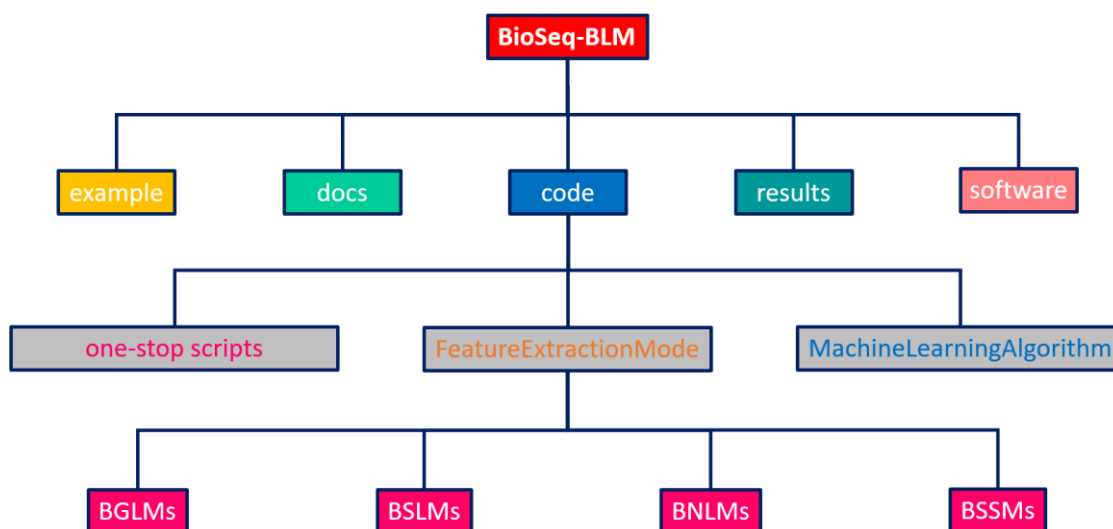 BioSeq-BLM
example
docs
code
results
software
one-stop scripts
FeatureExtractionMode
MachineLearningAlgorithm
BGLMs
BSLMs
BNLMs
BSSMs